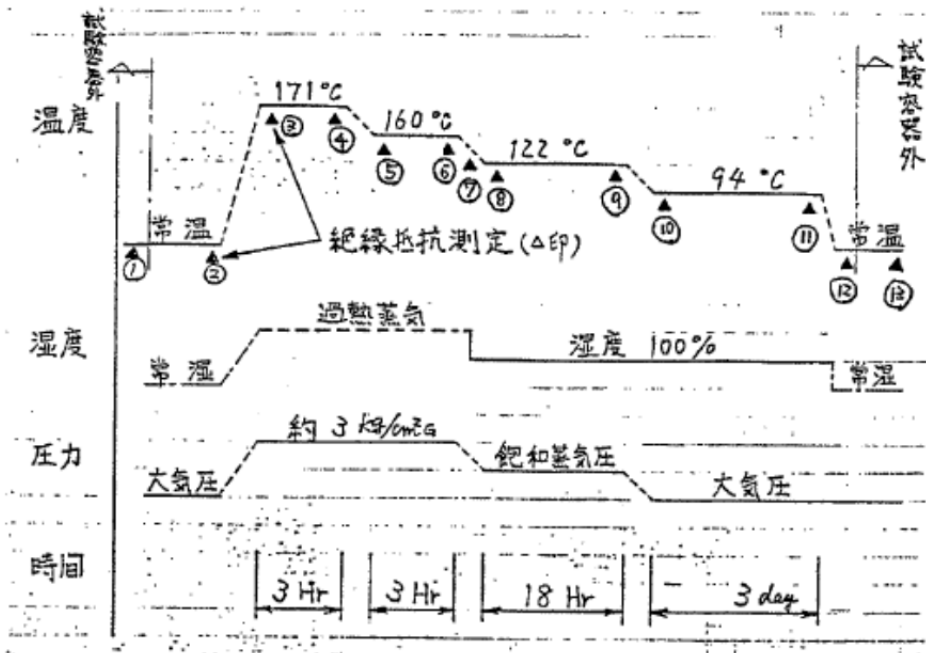 試験容器外
試験容器外
温度
171°C
160°C
122°C
94°C
③ ④ ⑤ ⑥ ⑦ ⑧ ⑨ ⑩ ⑪
常温
常温
① ② ⑫ ⑬
絶縁抵抗測定(△印)
湿度
過熱蒸気
湿度 100%
常湿
常湿
圧力
約 3 kg/cm²G
飽和蒸気圧
大気圧
大気圧
時間
3 Hr
3 Hr
18 Hr
3 day